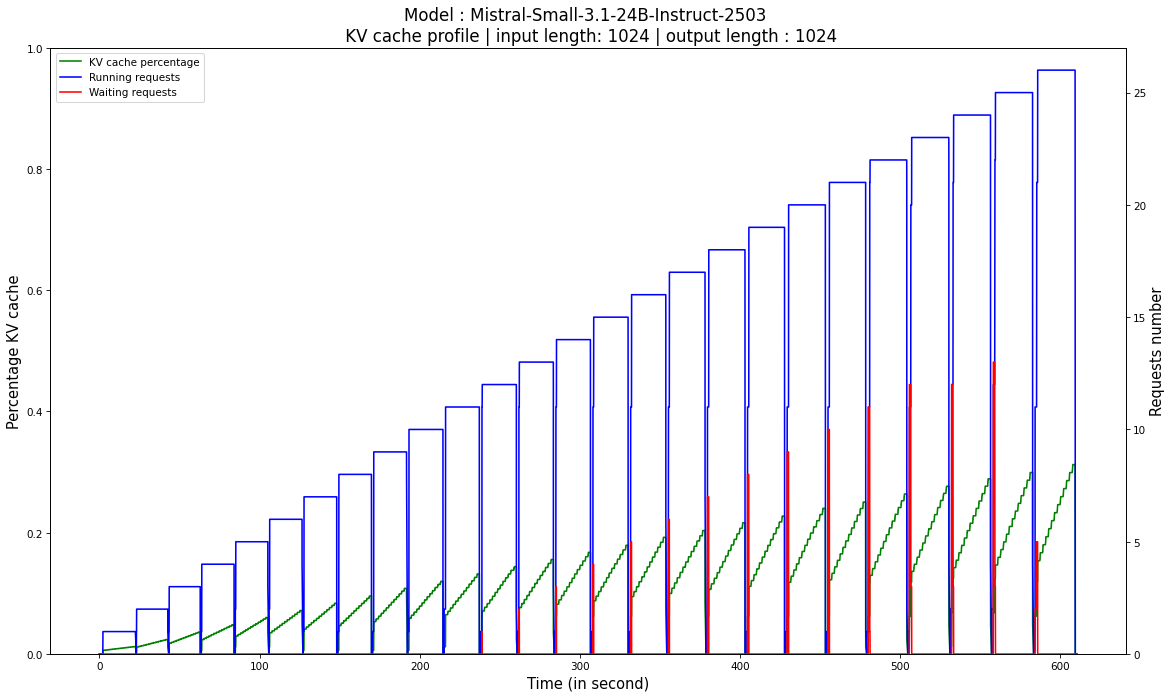 Model : Mistral-Small-3.1-24B-Instruct-2503
KV cache profile | input length: 1024 | output length : 1024
KV cache percentage
Running requests
Waiting requests
Percentage KV cache
1.0
0.8
0.6
0.4
0.2
0.0
0 100 200 300 400 500 600
Time (in second)
25
20
15
10
5
0
Requests number